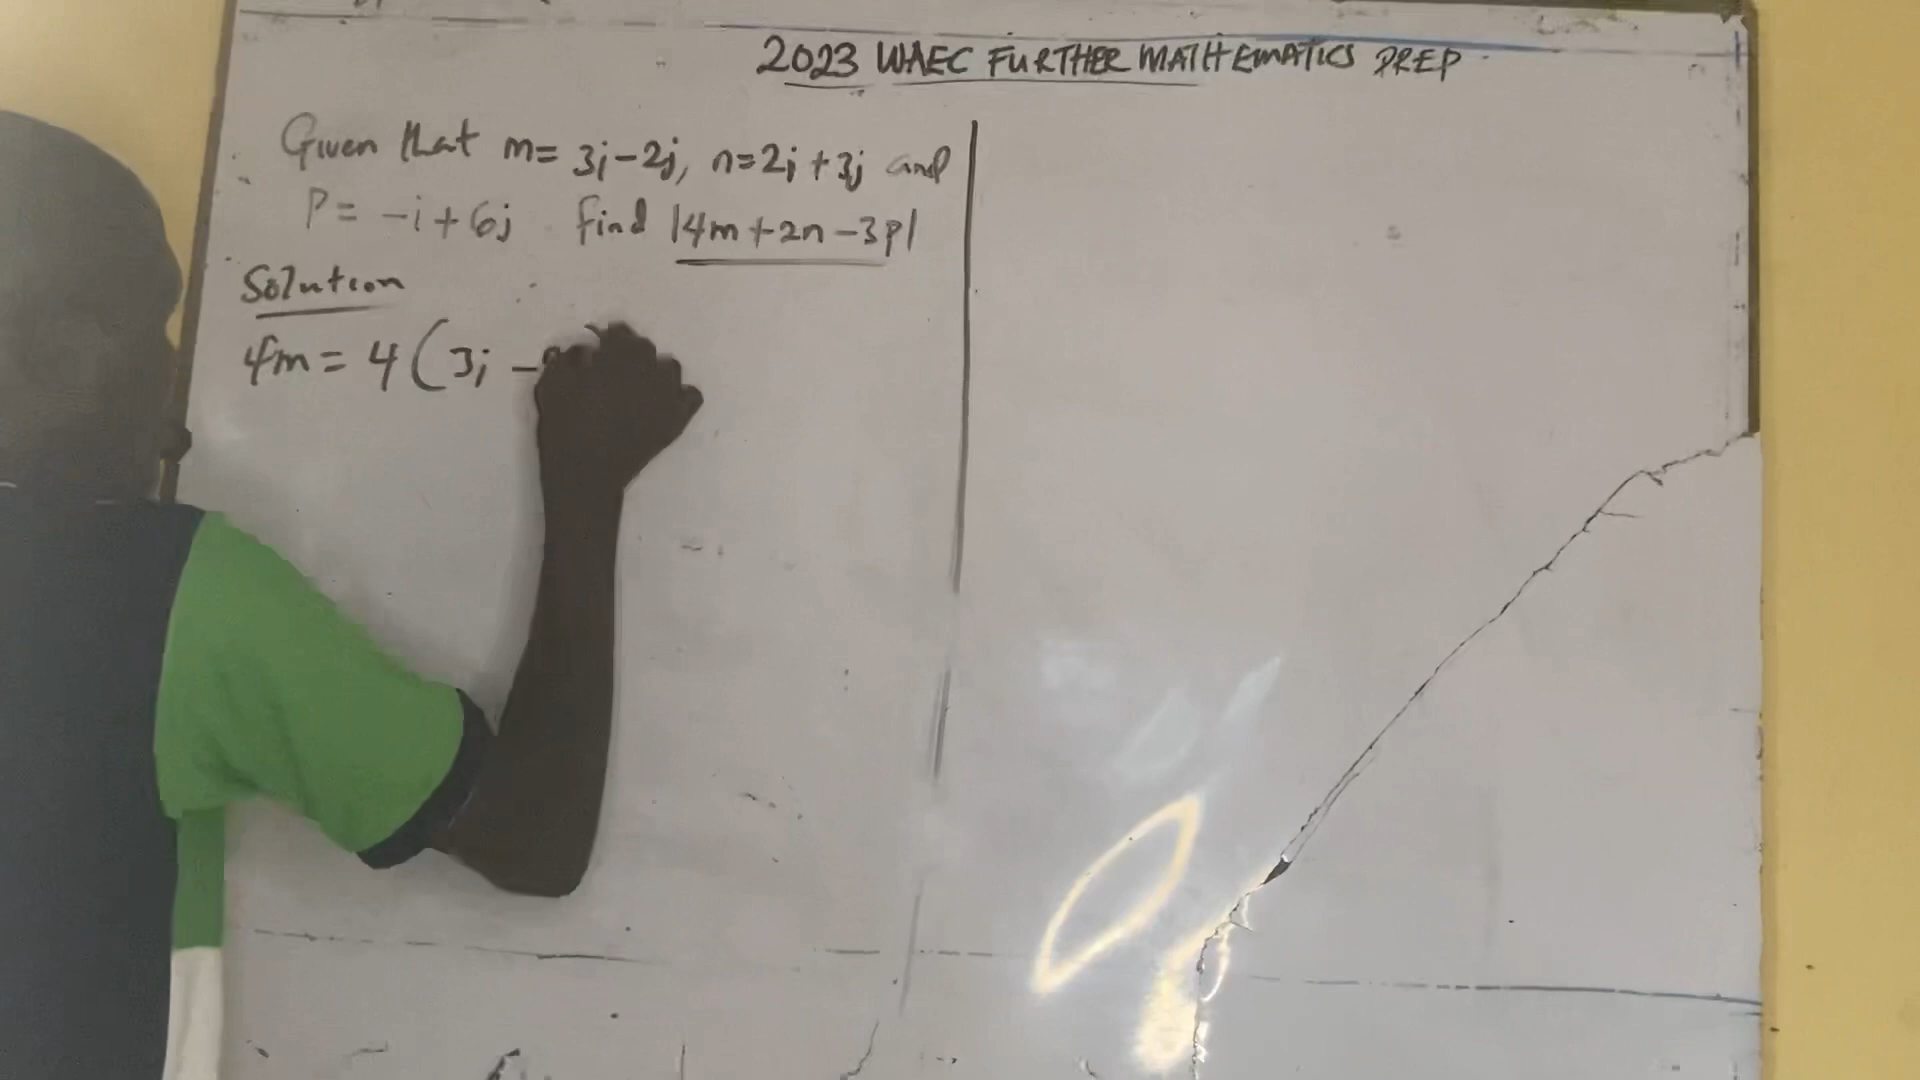 2023 WAEC FURTHER MATHEMATICS PREP
Given that m= 3i-2j, n=2i+3j and
P= -i+6j find |4m+2n-3p|
Solution
4m= 4(3i -